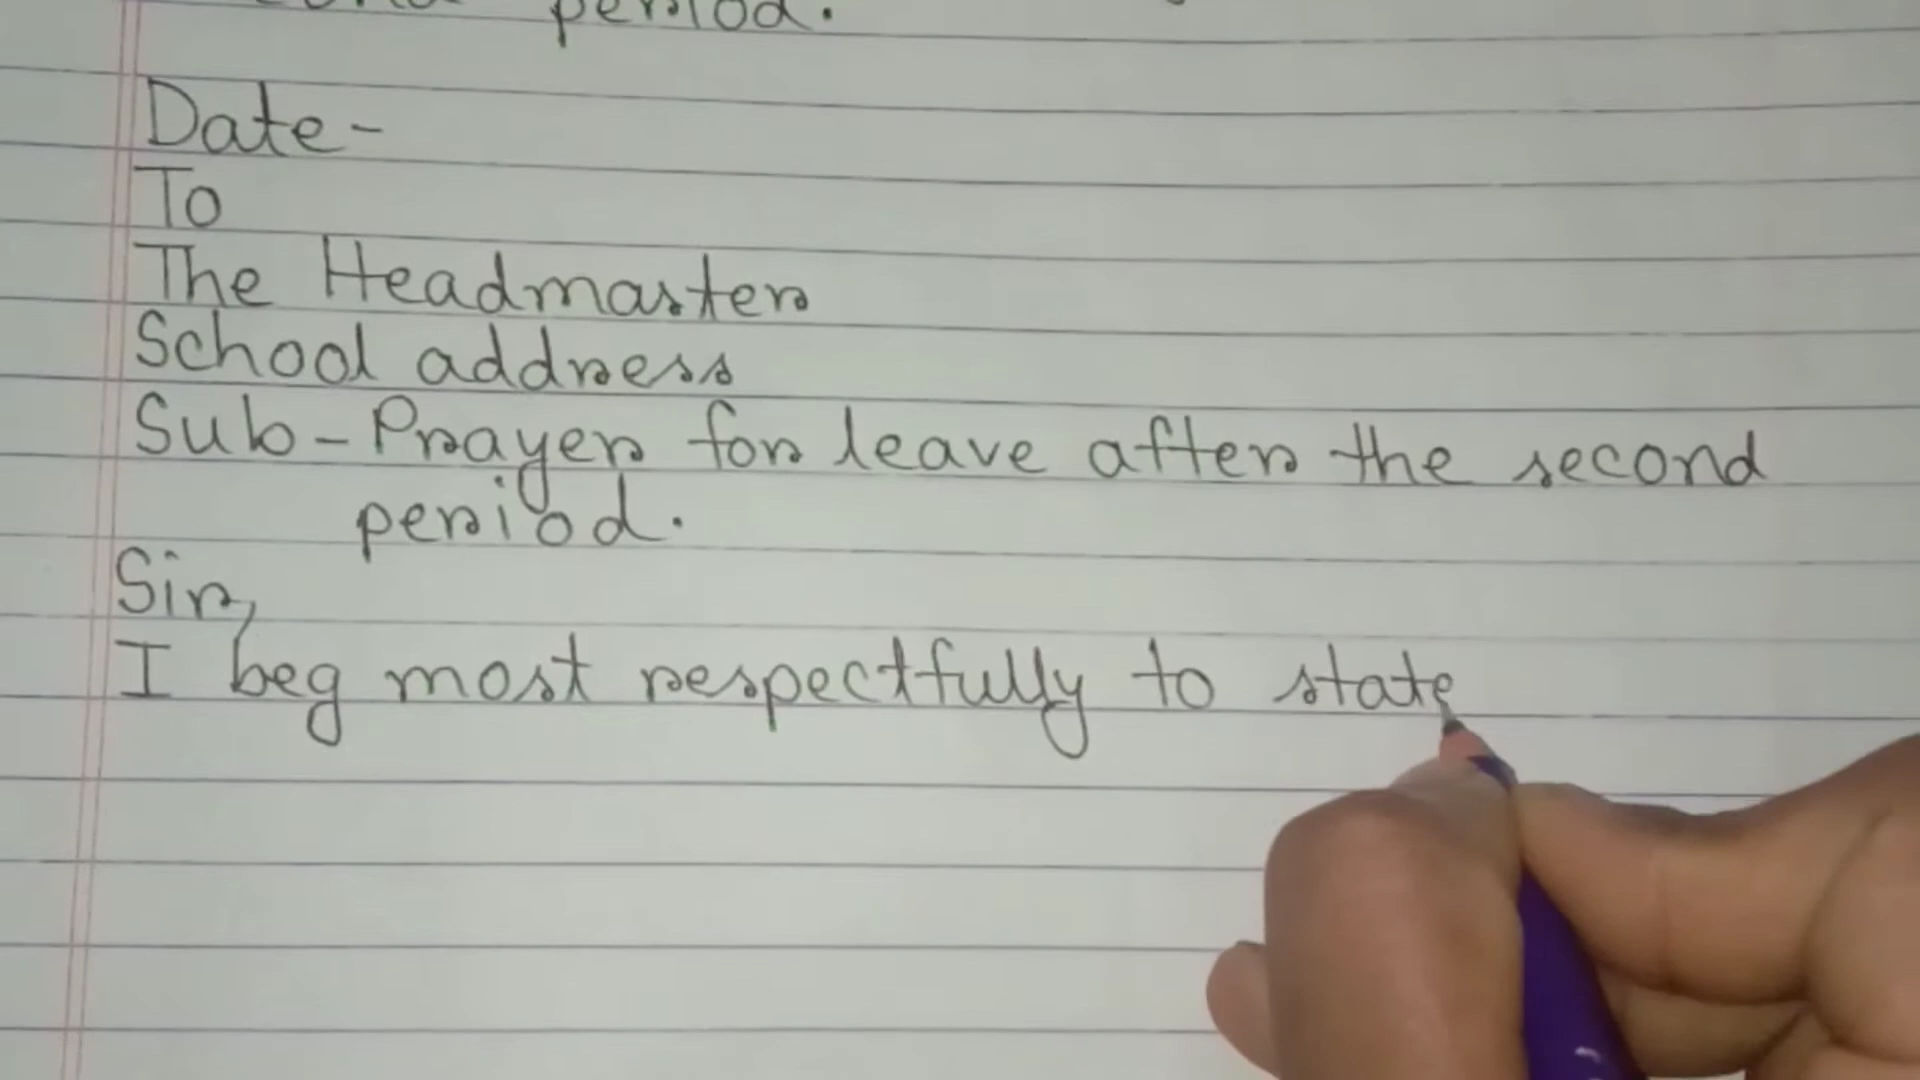 period.
Date-
To
The Headmaster
School address
Sub-Prayer for leave after the second
period.
Sir,
I beg most respectfully to state